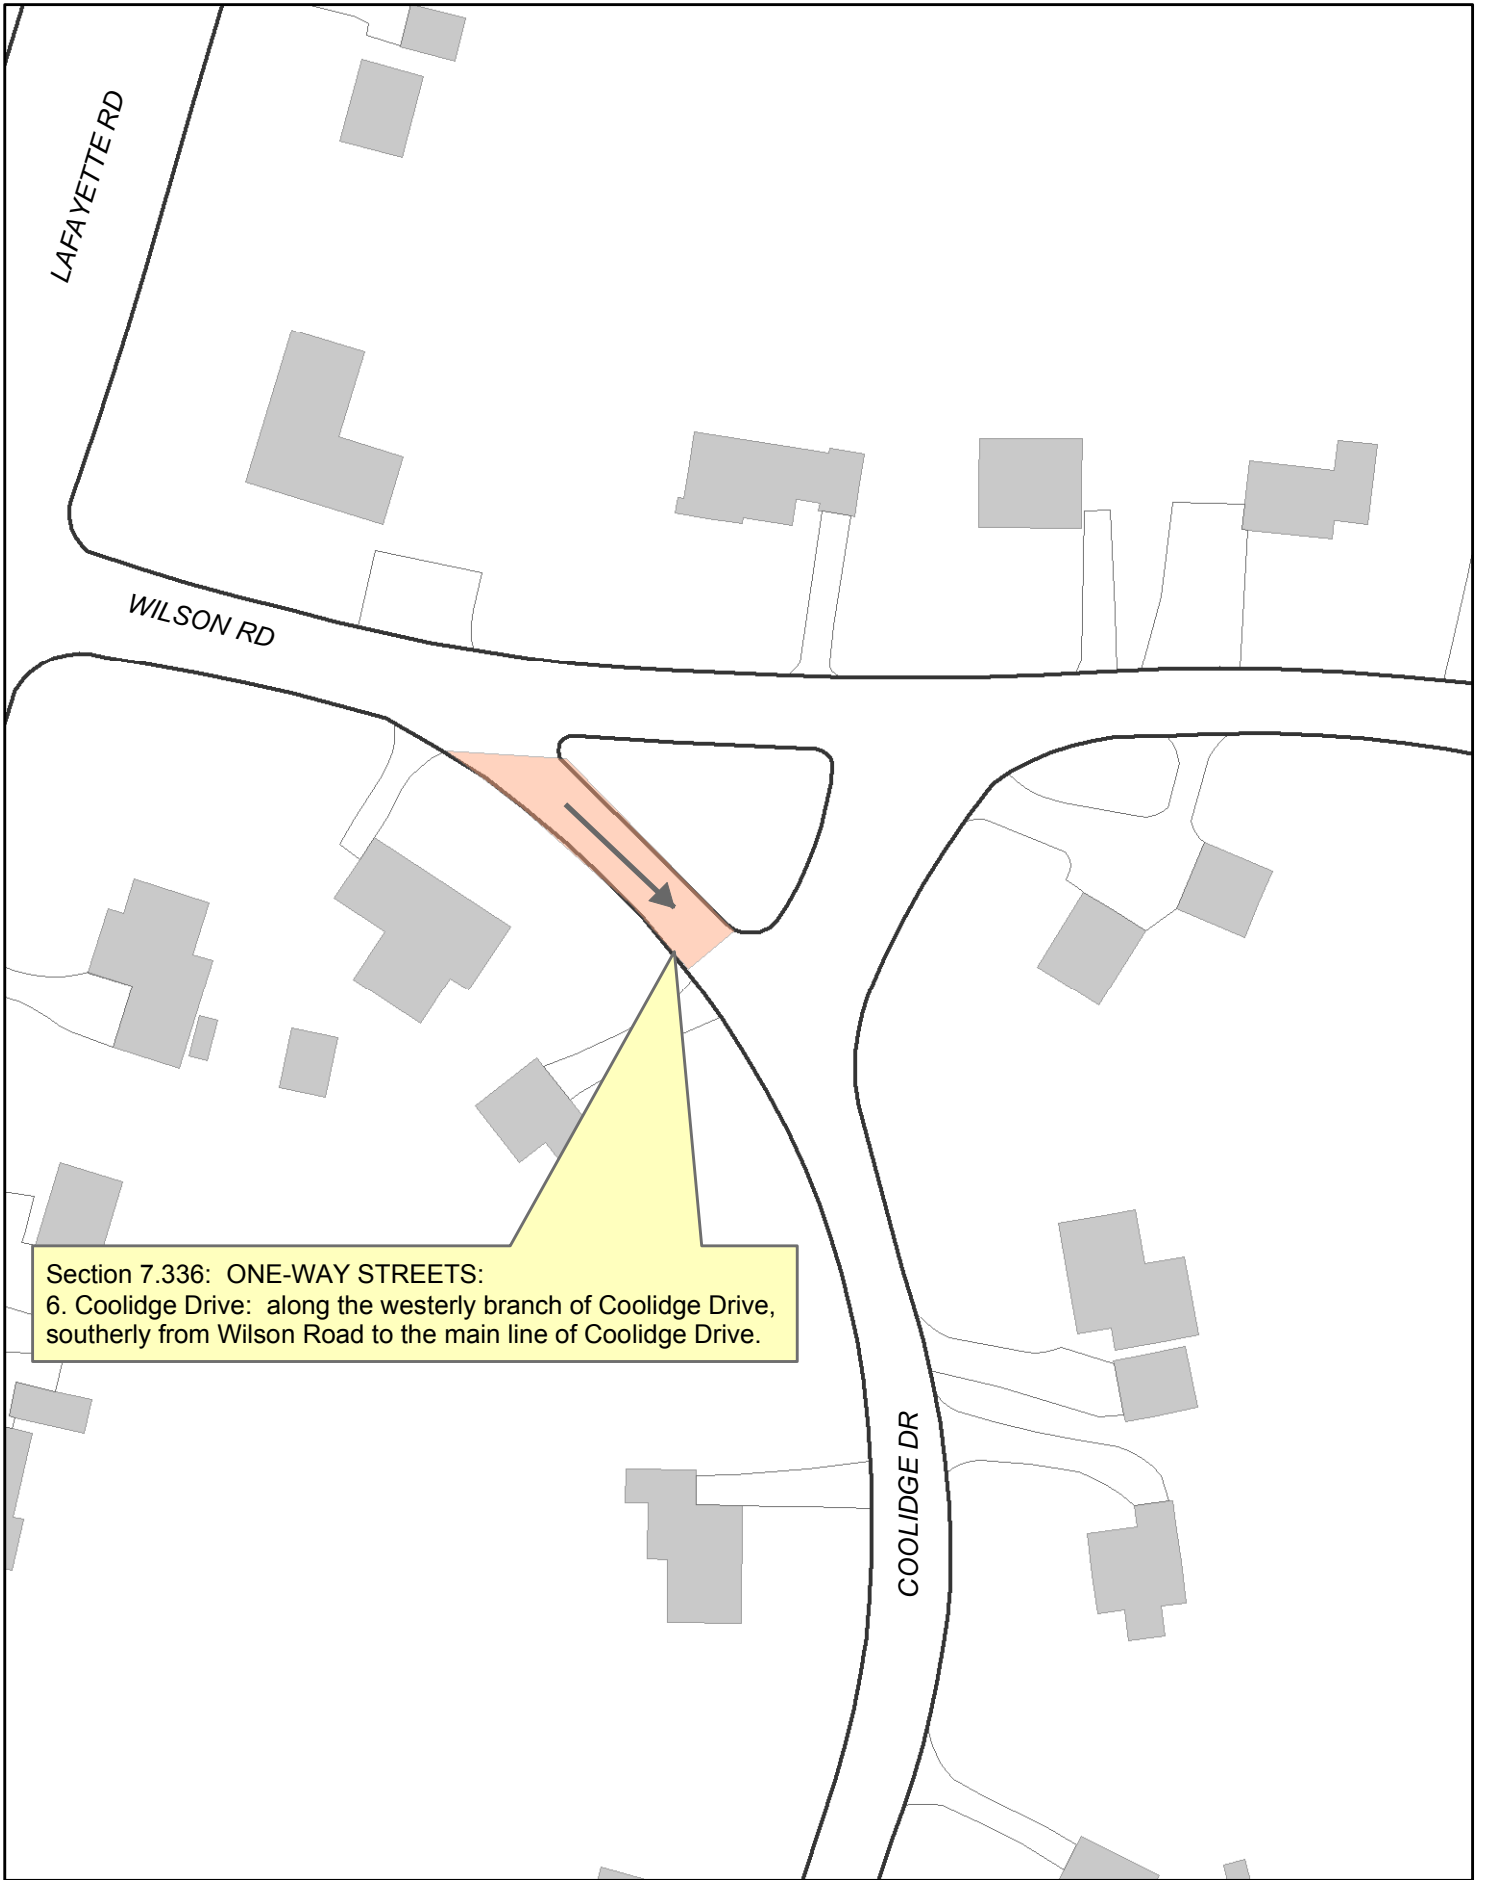 LAFAYETTE RD
WILSON RD
Section 7.336:  ONE-WAY STREETS:
6. Coolidge Drive:  along the westerly branch of Coolidge Drive,
southerly from Wilson Road to the main line of Coolidge Drive.
COOLIDGE DR